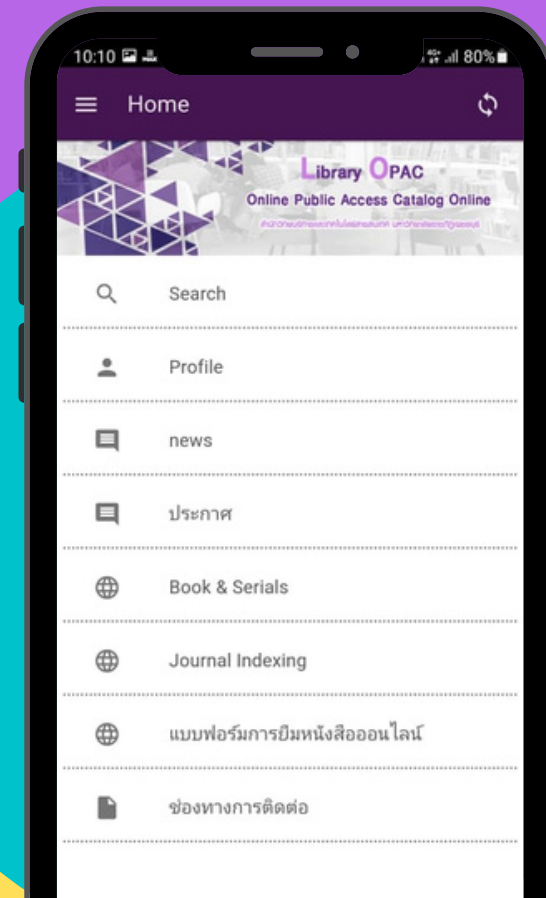 10:10
4G+ 80%
Home
Library OPAC
Online Public Access Catalog Online
Search
Profile
news
ประกาศ
Book & Serials
Journal Indexing
แบบฟอร์มการยืมหนังสือออนไลน์
ช่องทางการติดต่อ